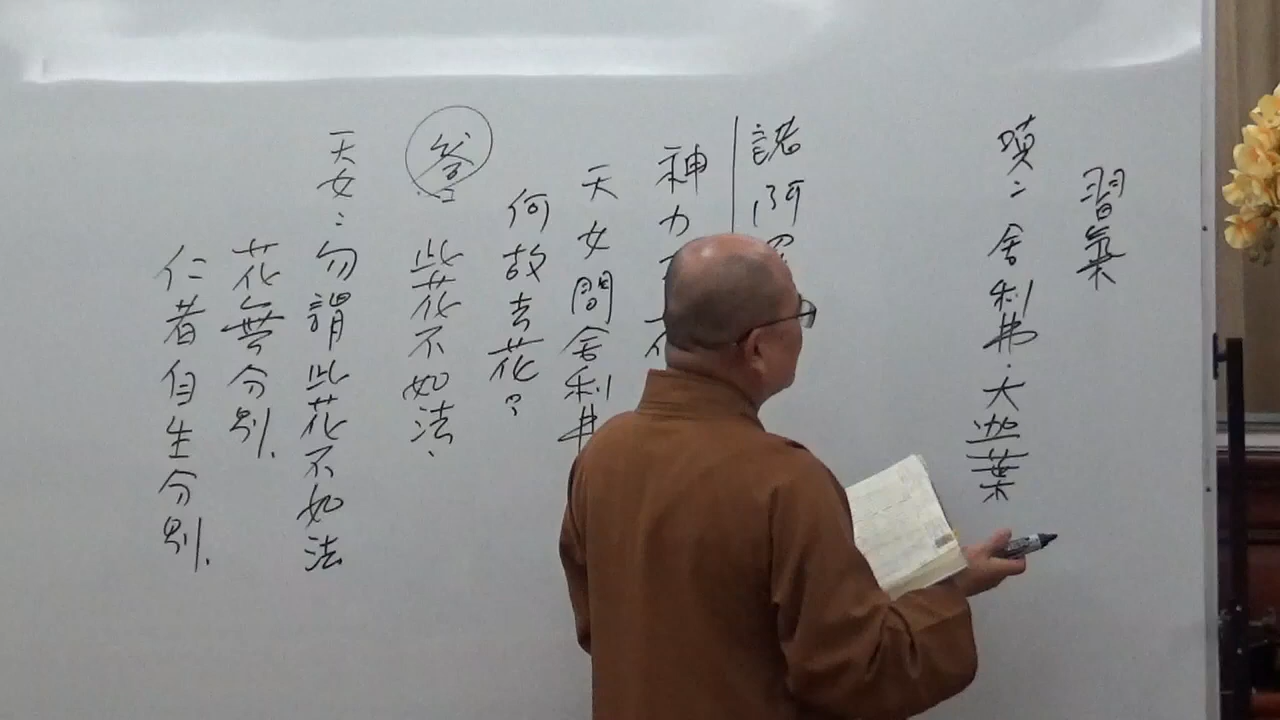 習氣
嗔：舍利弗．大迦葉
諸阿
神力
天女問舍利弗
何故去花？
答：此花不如法．
天女：勿謂此花不如法
花無分別．
仁者自生分別．